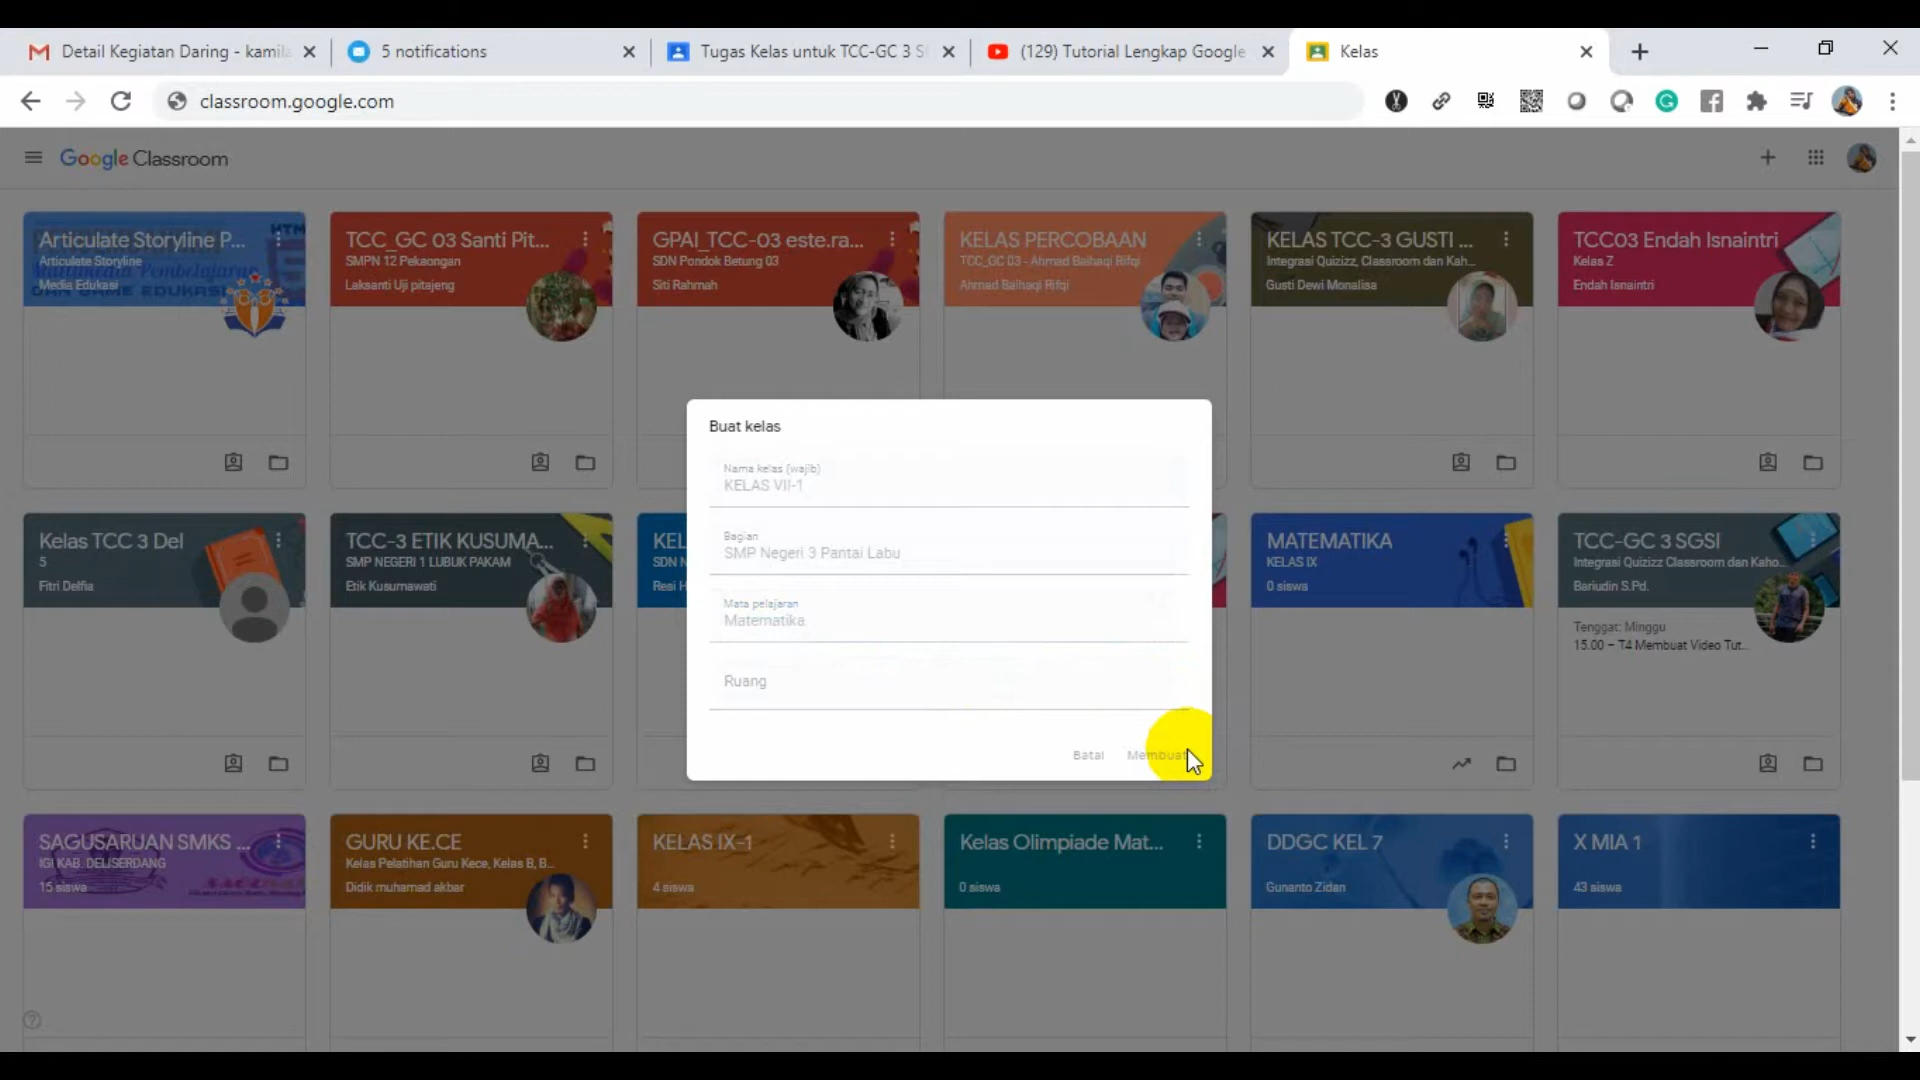 Detail Kegiatan Daring - kamila
5 notifications
Tugas Kelas untuk TCC-GC 3 S
(129) Tutorial Lengkap Google
Kelas
classroom.google.com
Google Classroom
Articulate Storyline P...
Articulate Storyline
Media Edukasi
TCC_GC 03 Santi Pit...
SMPN 12 Pekaongan
Laksanti Uji pitajeng
GPAI_TCC-03 este.ra...
SDN Pondok Betung 03
Siti Rahmah
KELAS PERCOBAAN
TCC_GC 03 - Ahmad Baihaqi Rifqi
Ahmad Baihaqi Rifqi
KELAS TCC-3 GUSTI ...
Integrasi Quizizz, Classroom dan Kah...
Gusti Dewi Monalisa
TCC03 Endah Isnaintri
Kelas Z
Endah Isnaintri
Buat kelas
Nama kelas (wajib)
KELAS VII-1
Bagian
SMP Negeri 3 Pantai Labu
Mata pelajaran
Matematika
Ruang
Batal
Membuat
Kelas TCC 3 Del
5
Fitri Delfia
TCC-3 ETIK KUSUMA...
SMP NEGERI 1 LUBUK PAKAM
Etik Kusumawati
KEL
SDN N
Resi H
MATEMATIKA
KELAS IX
0 siswa
TCC-GC 3 SGSI
Integrasi Quizizz Classroom dan Kaho...
Bariudin S.Pd.
Tenggat: Minggu
15.00 – T4 Membuat Video Tut...
SAGUSARUAN SMKS ...
IGI KAB. DELISERDANG
15 siswa
GURU KE.CE
Kelas Pelatihan Guru Kece, Kelas B, B...
Didik muhamad akbar
KELAS IX-1
4 siswa
Kelas Olimpiade Mat...
0 siswa
DDGC KEL 7
Gunanto Zidan
X MIA 1
43 siswa